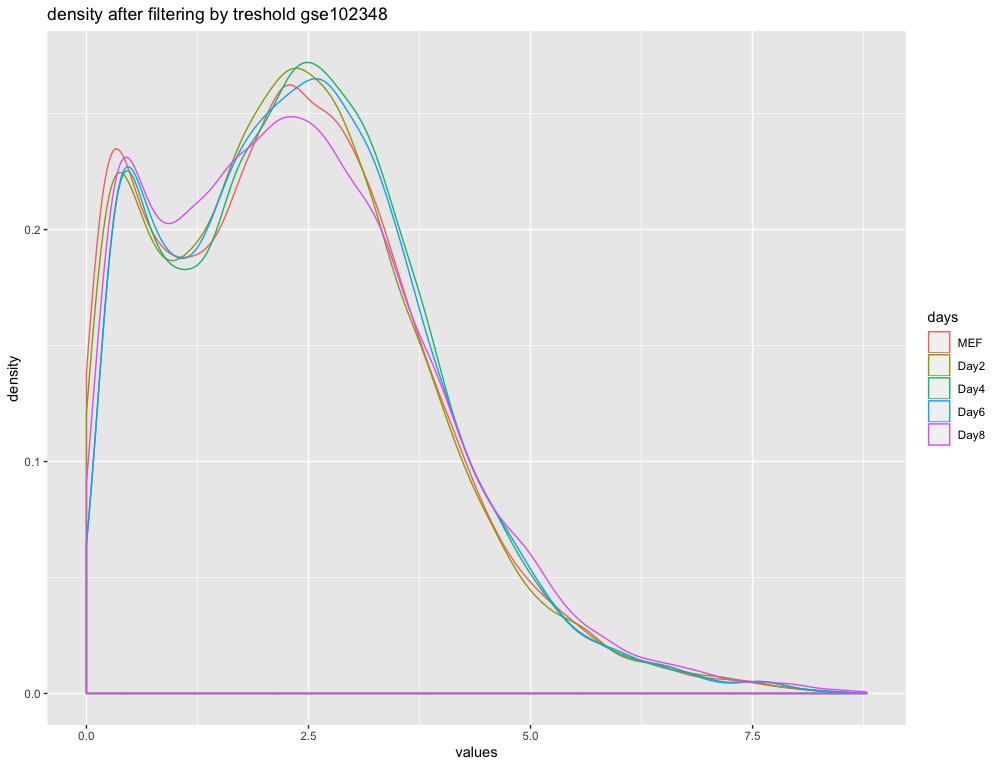 density after filtering by treshold gse102348
density
0.2
0.1
0.0
0.0 2.5 5.0 7.5
values
days
MEF
Day2
Day4
Day6
Day8